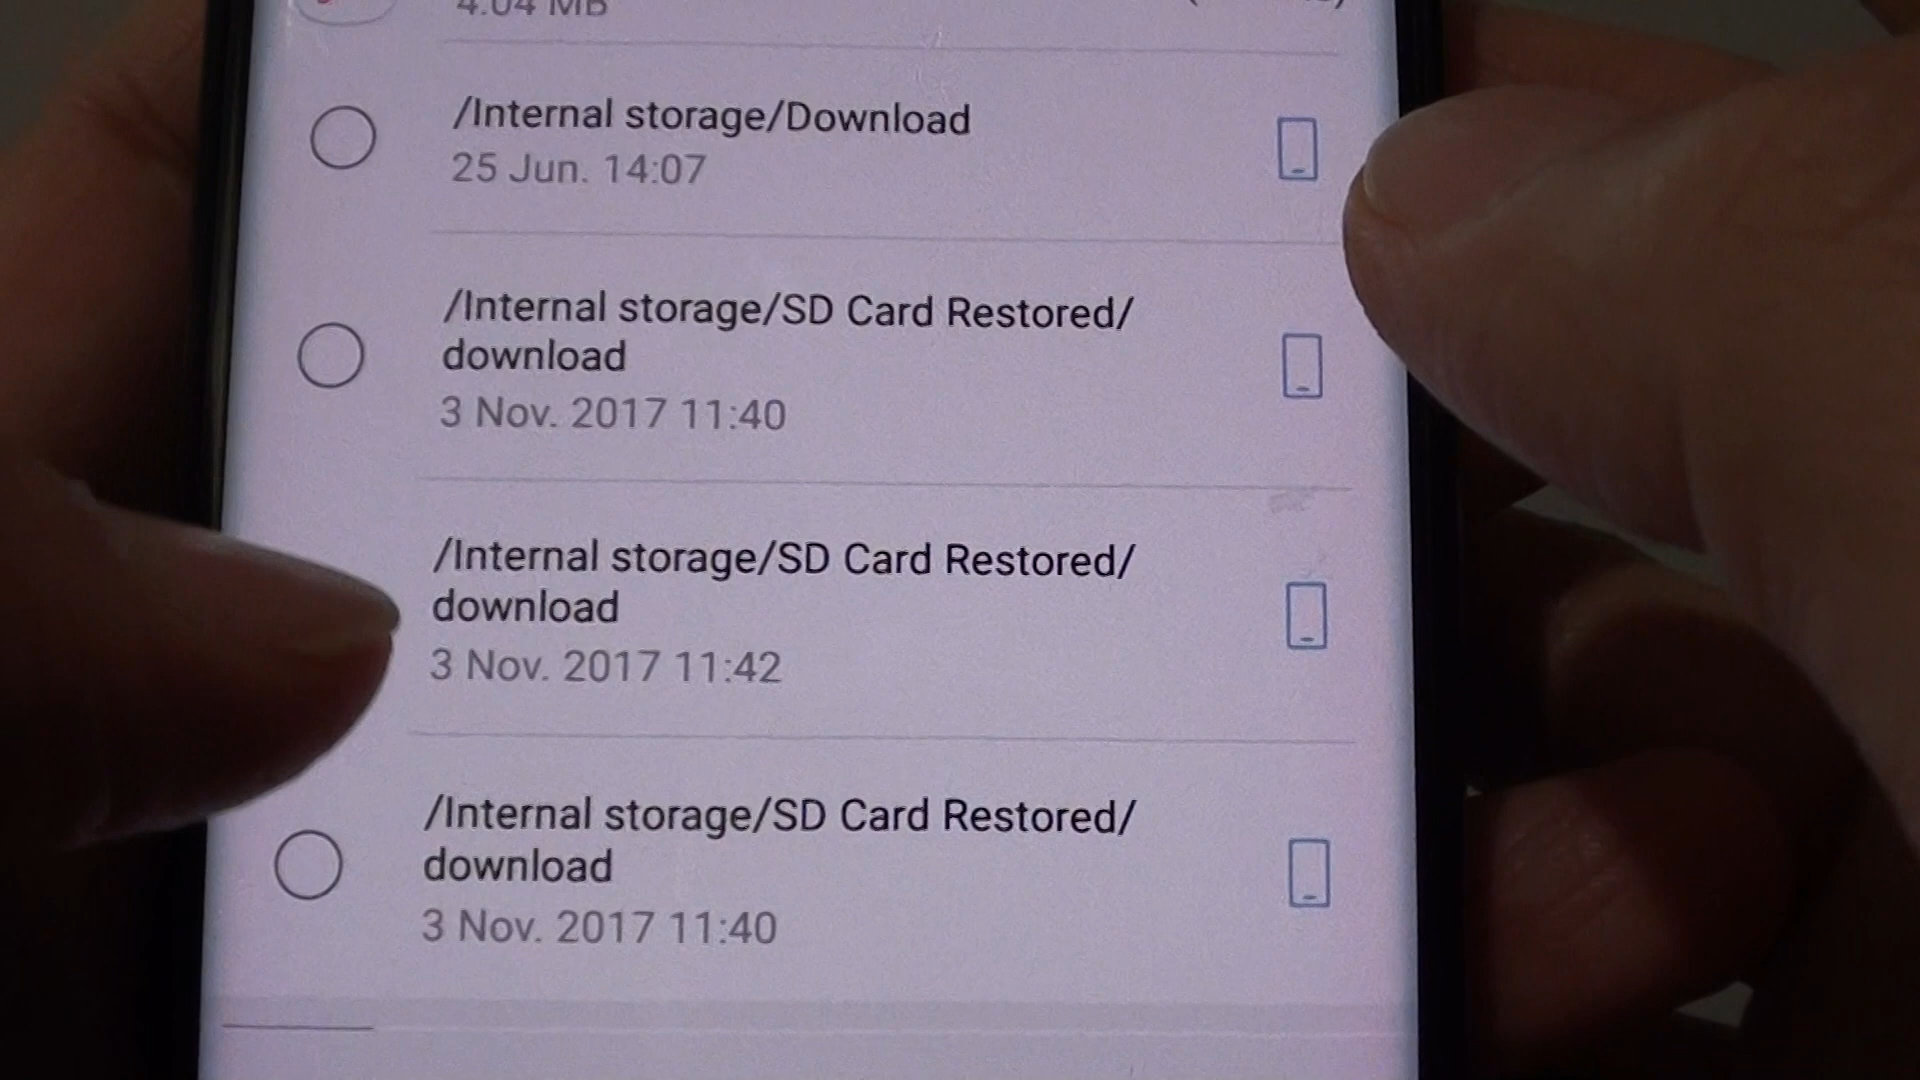 4.04 MB
/Internal storage/Download
25 Jun. 14:07
/Internal storage/SD Card Restored/
download
3 Nov. 2017 11:40
/Internal storage/SD Card Restored/
download
3 Nov. 2017 11:42
/Internal storage/SD Card Restored/
download
3 Nov. 2017 11:40